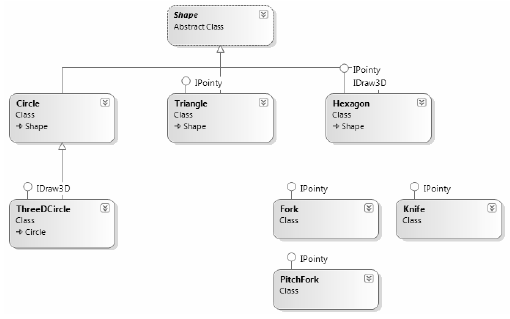 Shape
Abstract Class
IPointy
IPointy
IDraw3D
Circle
Class
Shape
Triangle
Class
Shape
Hexagon
Class
Shape
IDraw3D
IPointy
IPointy
ThreeDCircle
Class
Circle
Fork
Class
Knife
Class
IPointy
PitchFork
Class